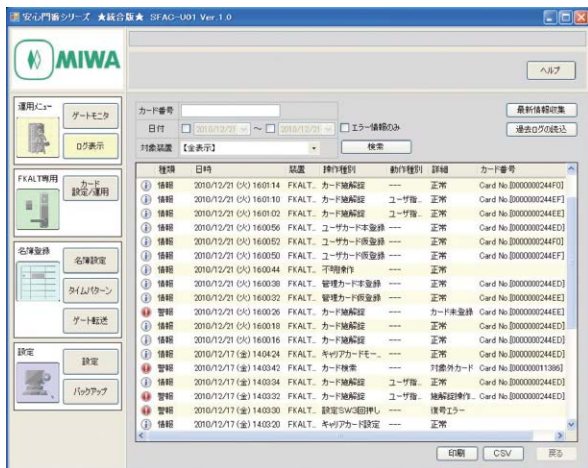 安心門番シリーズ ★統合版★ SFAC-U01 Ver.1.0
MIWA
ヘルプ
運用メニュー
ゲートモニタ
ログ表示
FKALT専用
カード
設定/運用
名簿登録
名簿設定
タイムパターン
ゲート転送
設定
設定
バックアップ
カード番号
最新情報収集
日付 2010/12/21 ~ 2010/12/21 エラー情報のみ
過去ログの読込
対象装置 【全表示】 検索
種類 日時 装置 操作種別 動作種別 詳細 カード番号
情報 2010/12/21 (火) 16:01:14 FKALT... カード施解錠 --- 正常 Card No.[0000000244F0]
情報 2010/12/21 (火) 16:01:10 FKALT... カード施解錠 ユーザ指... 正常 Card No.[0000000244EF]
情報 2010/12/21 (火) 16:01:02 FKALT... カード施解錠 ユーザ指... 正常 Card No.[0000000244EE]
情報 2010/12/21 (火) 16:00:56 FKALT... ユーザカード本登録 --- 正常 Card No.[0000000244ED]
情報 2010/12/21 (火) 16:00:52 FKALT... ユーザカード仮登録 --- 正常 Card No.[0000000244F0]
情報 2010/12/21 (火) 16:00:50 FKALT... ユーザカード仮登録 --- 正常 Card No.[0000000244EF]
情報 2010/12/21 (火) 16:00:44 FKALT... 不明操作 --- 正常
情報 2010/12/21 (火) 16:00:38 FKALT... 管理カード本登録 --- 正常 Card No.[0000000244ED]
情報 2010/12/21 (火) 16:00:32 FKALT... 管理カード仮登録 --- 正常 Card No.[0000000244EE]
警報 2010/12/21 (火) 16:00:26 FKALT... カード施解錠 --- カード未登録 Card No.[0000000244EE]
情報 2010/12/21 (火) 16:00:18 FKALT... カード施解錠 --- 正常 Card No.[0000000244ED]
情報 2010/12/21 (火) 16:00:16 FKALT... カード施解錠 --- 正常 Card No.[0000000244ED]
情報 2010/12/17 (金) 14:04:24 FKALT... キャリアカードモー... --- 正常
警報 2010/12/17 (金) 14:03:42 FKALT... カード検索 --- 対象外カード Card No.[000000011386]
情報 2010/12/17 (金) 14:03:34 FKALT... カード施解錠 ユーザ指... 正常 Card No.[0000000244ED]
警報 2010/12/17 (金) 14:03:34 FKALT... カード施解錠 ユーザ指... 施解錠操作... Card No.[0000000244ED]
警報 2010/12/17 (金) 14:03:30 FKALT... 設定SW3回押し --- 復号エラー
情報 2010/12/17 (金) 14:03:20 FKALT... キャリアカード設定 --- 正常
印刷 CSV 戻る